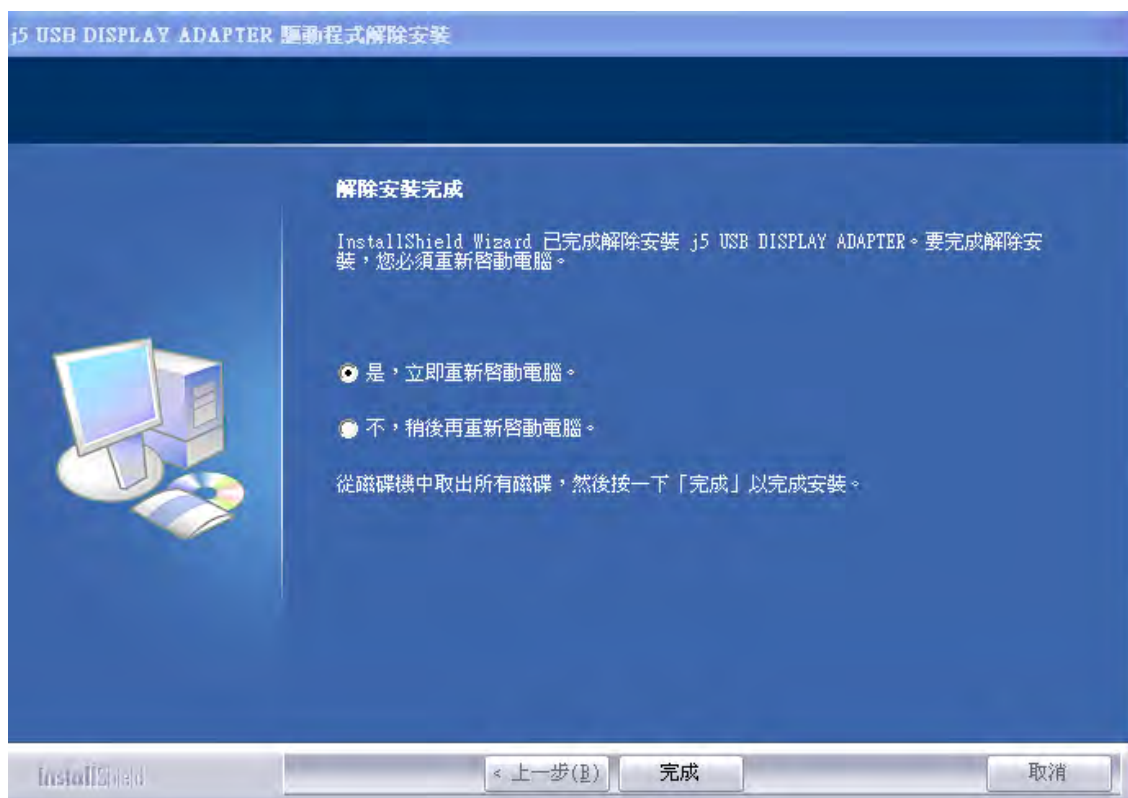 j5 USB DISPLAY ADAPTER 驅動程式解除安裝
解除安裝完成
InstallShield Wizard 已完成解除安裝 j5 USB DISPLAY ADAPTER。要完成解除安
裝，您必須重新啓動電腦。
是，立即重新啓動電腦。
不，稍後再重新啓動電腦。
從磁碟機中取出所有磁碟，然後按一下「完成」以完成安裝。
InstallShield
< 上一步(B)
完成
取消